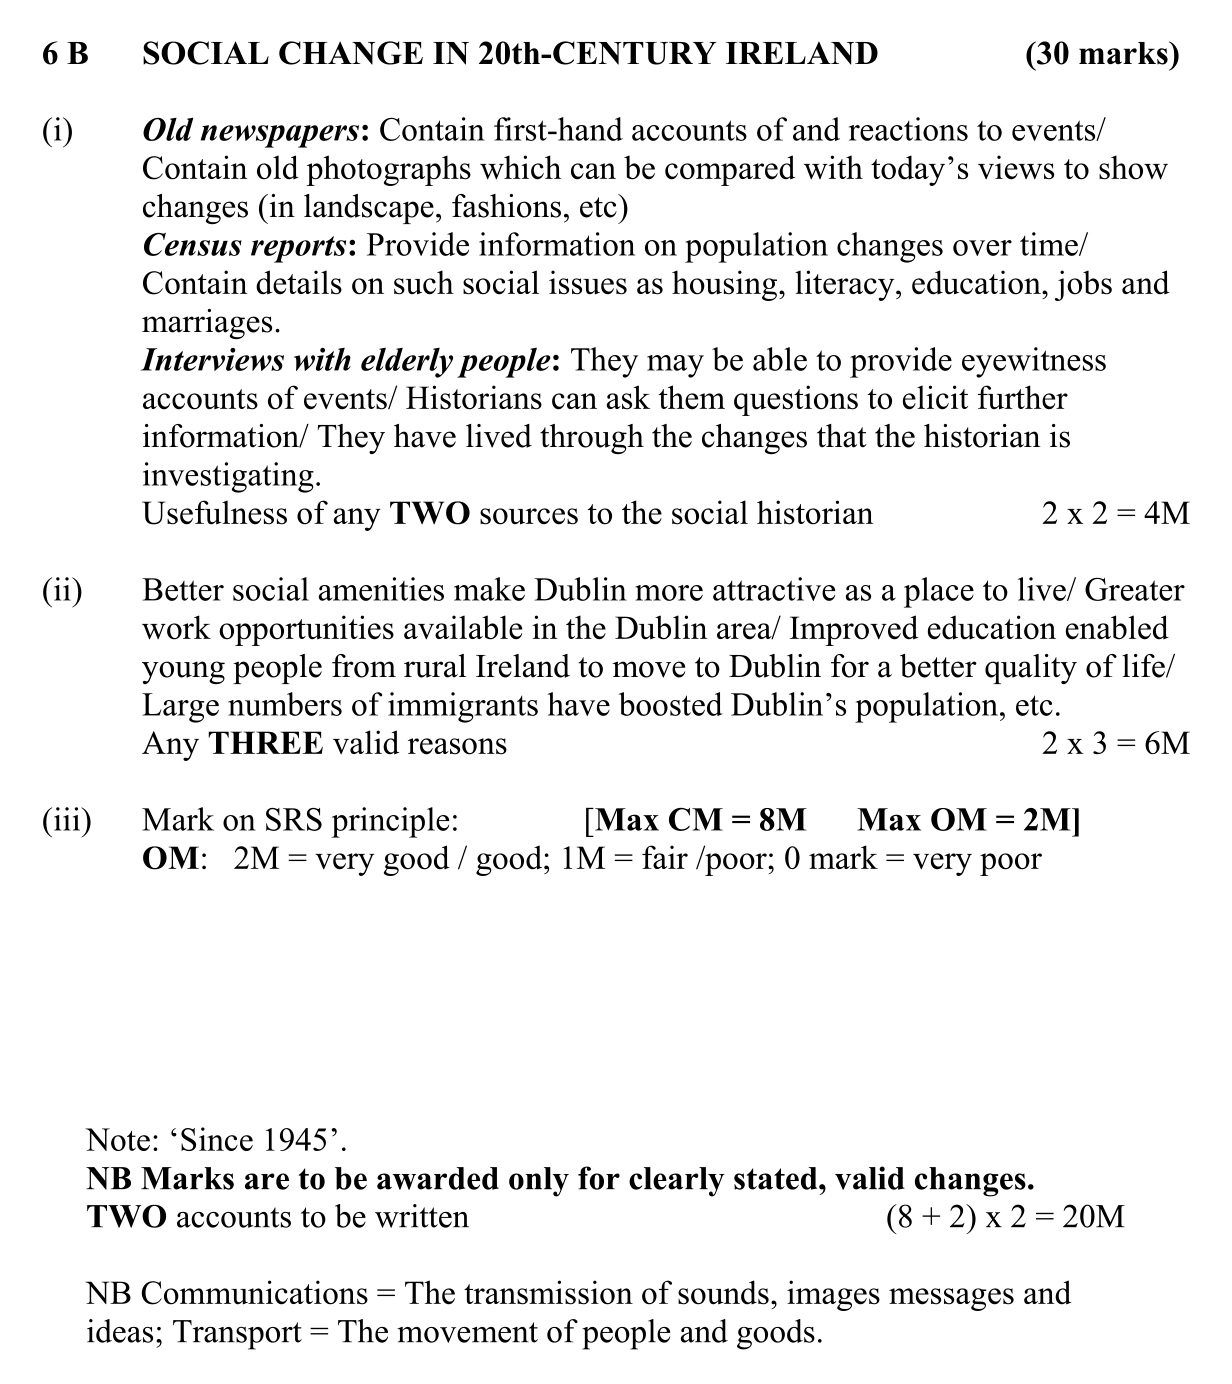 6 B SOCIAL CHANGE IN 20th-CENTURY IRELAND (30 marks)
(i) Old newspapers: Contain first-hand accounts of and reactions to events/
Contain old photographs which can be compared with today’s views to show
changes (in landscape, fashions, etc)
Census reports: Provide information on population changes over time/
Contain details on such social issues as housing, literacy, education, jobs and
marriages.
Interviews with elderly people: They may be able to provide eyewitness
accounts of events/ Historians can ask them questions to elicit further
information/ They have lived through the changes that the historian is
investigating.
Usefulness of any TWO sources to the social historian 2 x 2 = 4M
(ii) Better social amenities make Dublin more attractive as a place to live/ Greater
work opportunities available in the Dublin area/ Improved education enabled
young people from rural Ireland to move to Dublin for a better quality of life/
Large numbers of immigrants have boosted Dublin’s population, etc.
Any THREE valid reasons 2 x 3 = 6M
(iii) Mark on SRS principle: [Max CM = 8M Max OM = 2M]
OM: 2M = very good / good; 1M = fair /poor; 0 mark = very poor
Note: ‘Since 1945’.
NB Marks are to be awarded only for clearly stated, valid changes.
TWO accounts to be written (8 + 2) x 2 = 20M
NB Communications = The transmission of sounds, images messages and
ideas; Transport = The movement of people and goods.